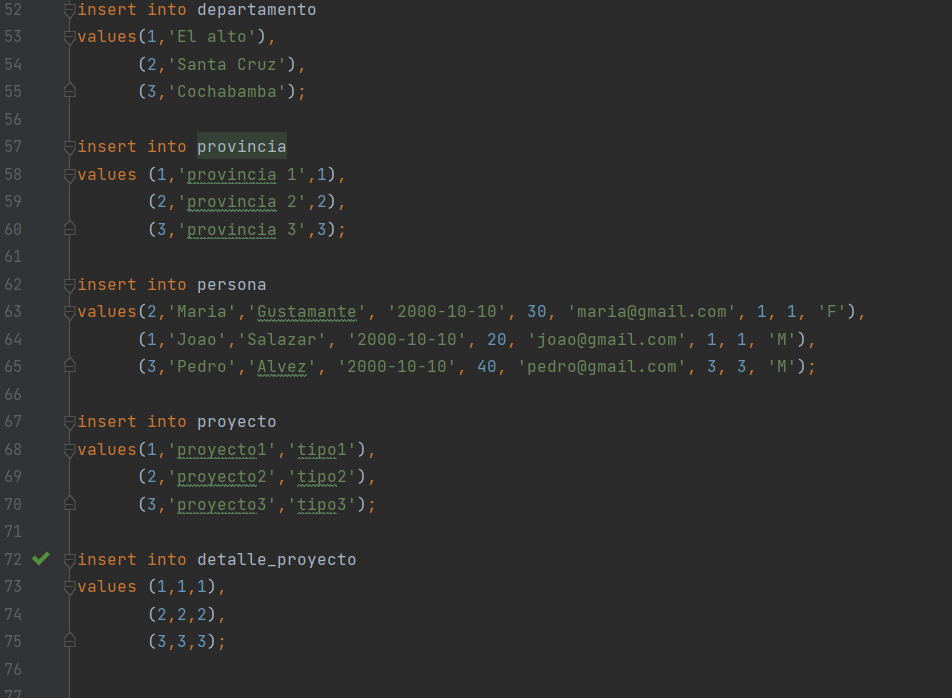 52 insert into departamento
53 values(1,'El alto'),
54 (2,'Santa Cruz'),
55 (3,'Cochabamba');
56
57 insert into provincia
58 values (1,'provincia 1',1),
59 (2,'provincia 2',2),
60 (3,'provincia 3',3);
61
62 insert into persona
63 values(2,'Maria','Gustamante', '2000-10-10', 30, 'maria@gmail.com', 1, 1, 'F'),
64 (1,'Joao','Salazar', '2000-10-10', 20, 'joao@gmail.com', 1, 1, 'M'),
65 (3,'Pedro','Alvez', '2000-10-10', 40, 'pedro@gmail.com', 3, 3, 'M');
66
67 insert into proyecto
68 values(1,'proyecto1','tipo1'),
69 (2,'proyecto2','tipo2'),
70 (3,'proyecto3','tipo3');
71
72 insert into detalle_proyecto
73 values (1,1,1),
74 (2,2,2),
75 (3,3,3);
76
77